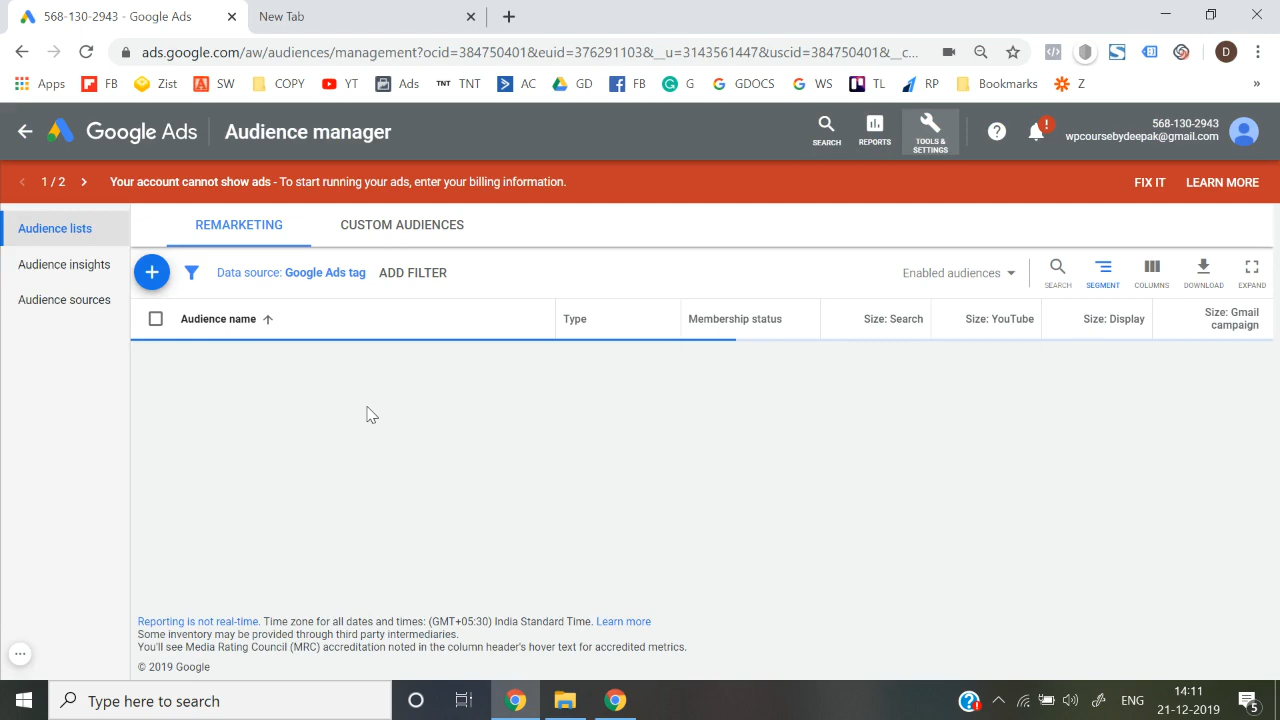 568-130-2943 - Google Ads
New Tab
ads.google.com/aw/audiences/management?ocid=384750401&euid=376291103&__u=3143561447&uscid=384750401&__c...
Apps FB Zist SW COPY YT Ads TNT TNT AC GD FB G GDOCS WS TL RP Bookmarks Z »
D
Google Ads
Audience manager
SEARCH
REPORTS
TOOLS &
SETTINGS
568-130-2943
wpcoursebydeepak@gmail.com
1 / 2
Your account cannot show ads - To start running your ads, enter your billing information.
FIX IT
LEARN MORE
Audience lists
Audience insights
Audience sources
REMARKETING
CUSTOM AUDIENCES
Data source: Google Ads tag
ADD FILTER
Enabled audiences
SEARCH
SEGMENT
COLUMNS
DOWNLOAD
EXPAND
Audience name
Type
Membership status
Size: Search
Size: YouTube
Size: Display
Size: Gmail
campaign
Reporting is not real-time. Time zone for all dates and times: (GMT+05:30) India Standard Time. Learn more
Some inventory may be provided through third party intermediaries.
You'll see Media Rating Council (MRC) accreditation noted in the column header's hover text for accredited metrics.
© 2019 Google
Type here to search
ENG
14:11
21-12-2019
5